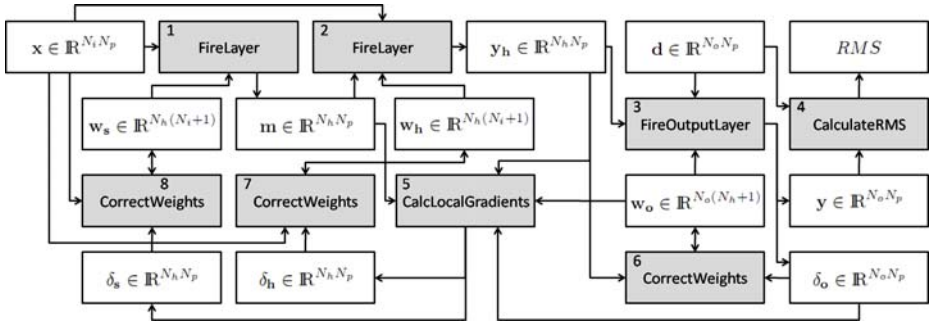 x ∈ ℝ^{N_i N_p}
1 FireLayer
2 FireLayer
y_h ∈ ℝ^{N_h N_p}
d ∈ ℝ^{N_o N_p}
RMS
w_s ∈ ℝ^{N_h(N_i+1)}
m ∈ ℝ^{N_h N_p}
w_h ∈ ℝ^{N_h(N_i+1)}
3 FireOutputLayer
4 CalculateRMS
8 CorrectWeights
7 CorrectWeights
5 CalcLocalGradients
w_o ∈ ℝ^{N_o(N_h+1)}
y ∈ ℝ^{N_o N_p}
δ_s ∈ ℝ^{N_h N_p}
δ_h ∈ ℝ^{N_h N_p}
6 CorrectWeights
δ_o ∈ ℝ^{N_o N_p}